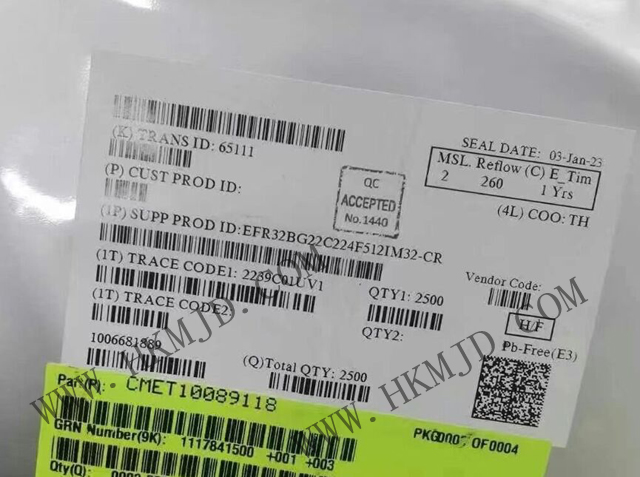 (K) TRANS ID: 65111
SEAL DATE: 03-Jan-23
MSL. Reflow (C) E_Tim
2 260 1 Yrs
(P) CUST PROD ID:
QC
ACCEPTED
No.1440
(4L) COO: TH
(1P) SUPP PROD ID:EFR32BG22C224F512IM32-CR
(1T) TRACE CODE1: 2239C01UV1
QTY1: 2500
Vendor Code:
(1T) TRACE CODE2:
QTY2:
H/F
Pb-Free(E3)
1006681889
(Q)Total QTY: 2500
Part(P): CMET10089118
GRN Number(9K): 1117841500 +001 +003
OF0004
Qty(Q):
WWW.HKMJD.COM
WWW.HKMJD.COM